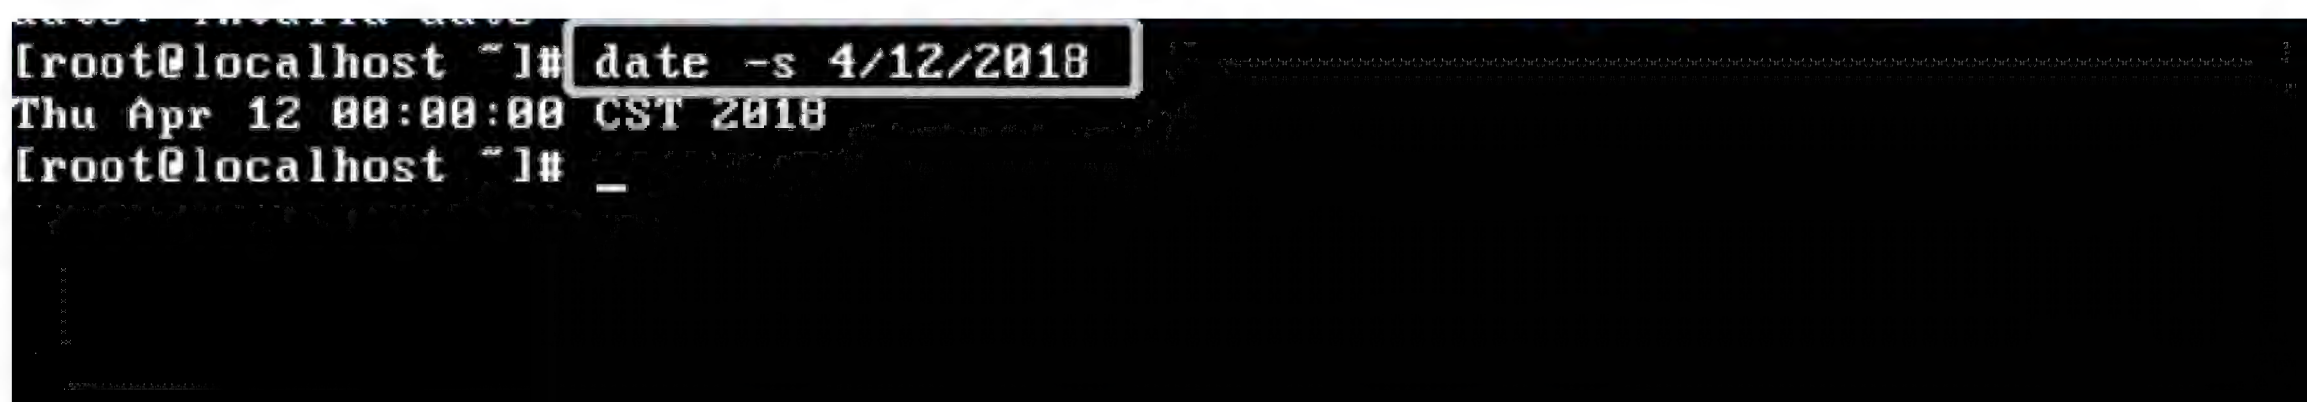 [root@localhost ~]# date -s 4/12/2018
Thu Apr 12 00:00:00 CST 2018
[root@localhost ~]# _